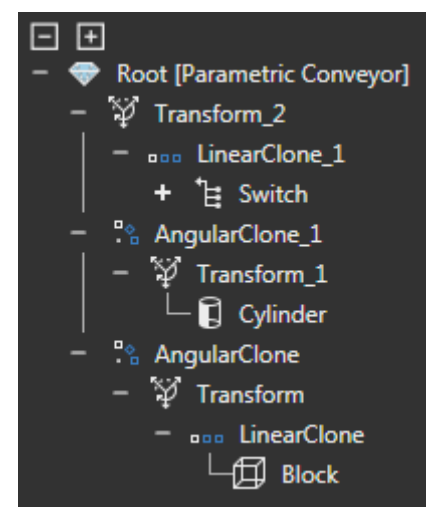 Root [Parametric Conveyor]
Transform_2
LinearClone_1
Switch
AngularClone_1
Transform_1
Cylinder
AngularClone
Transform
LinearClone
Block